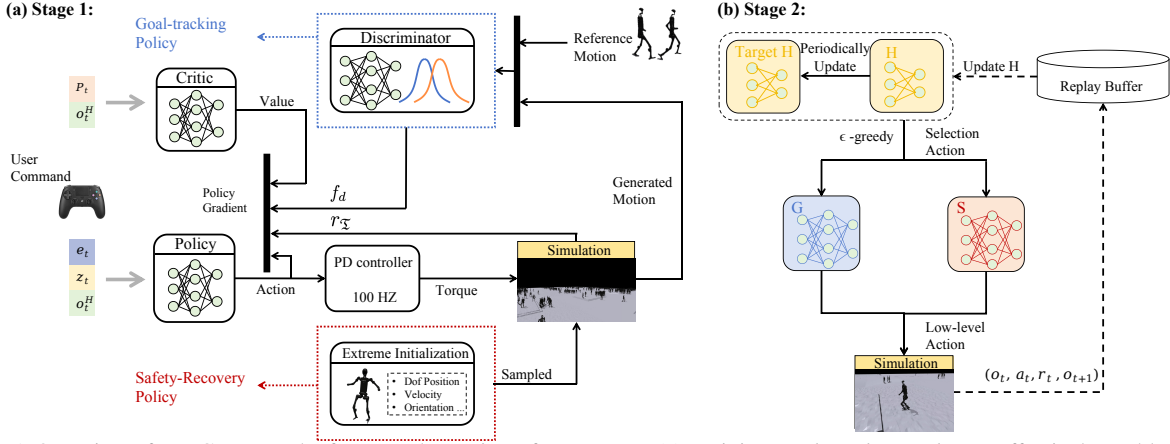 (a) Stage 1:
Goal-tracking
Policy
Discriminator
Reference
Motion
Critic
Value
P_t
o_t^H
User
Command
Policy
Gradient
f_d
r_𝔗
Generated
Motion
Policy
e_t
z_t
o_t^H
Action
PD controller
100 HZ
Torque
Simulation
Safety-Recovery
Policy
Extreme Initialization
• Dof Position
• Velocity
• Orientation ...
Sampled
(b) Stage 2:
Target H
Periodically
Update
H
Update H
Replay Buffer
ϵ -greedy
Selection
Action
G
S
Low-level
Action
Simulation
(o_t, a_t, r_t, o_{t+1})